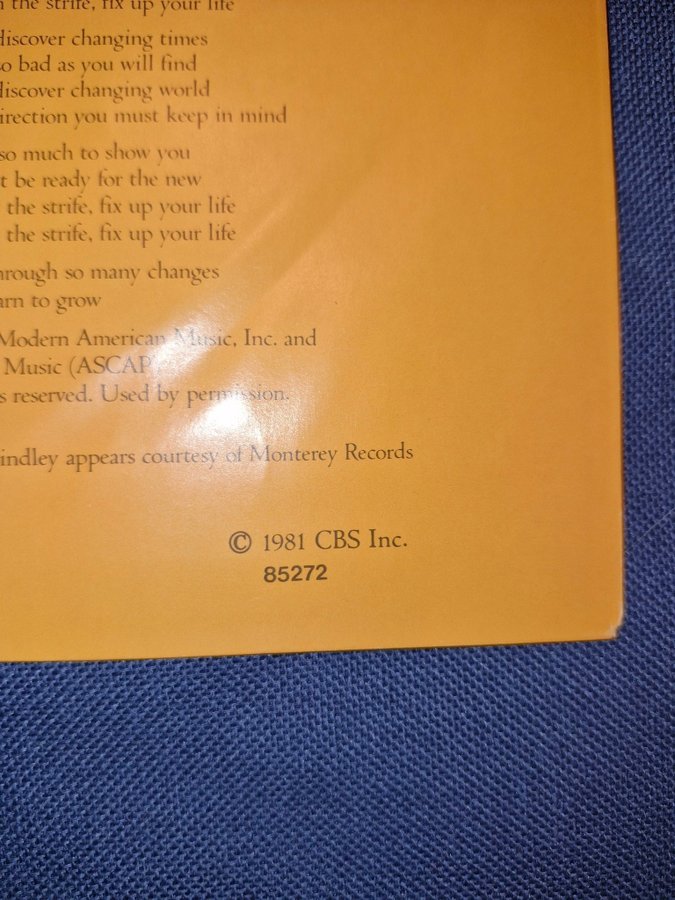 the strife, fix up your life
discover changing times
so bad as you will find
discover changing world
irection you must keep in mind
so much to show you
t be ready for the new
the strife, fix up your life
the strife, fix up your life
hrough so many changes
arn to grow
Modern American Music, Inc. and
Music (ASCAP)
s reserved. Used by permission.
indley appears courtesy of Monterey Records
© 1981 CBS Inc.
85272